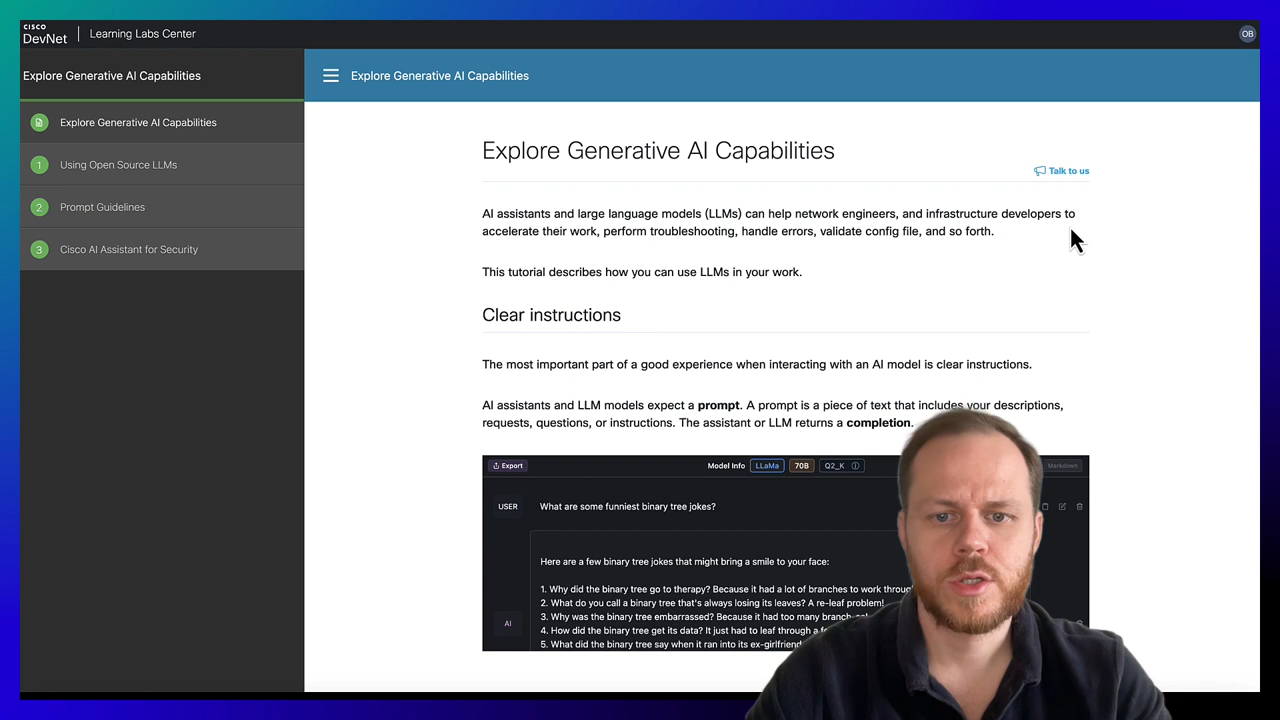 CISCO
DevNet
Learning Labs Center
OB
Explore Generative AI Capabilities
Explore Generative AI Capabilities
Explore Generative AI Capabilities
1 Using Open Source LLMs
2 Prompt Guidelines
3 Cisco AI Assistant for Security
Explore Generative AI Capabilities
Talk to us
AI assistants and large language models (LLMs) can help network engineers, and infrastructure developers to
accelerate their work, perform troubleshooting, handle errors, validate config file, and so forth.
This tutorial describes how you can use LLMs in your work.
Clear instructions
The most important part of a good experience when interacting with an AI model is clear instructions.
AI assistants and LLM models expect a prompt. A prompt is a piece of text that includes your descriptions,
requests, questions, or instructions. The assistant or LLM returns a completion.
Export
Model Info LLaMa 70B Q2_K
Markdown
USER What are some funniest binary tree jokes?
Here are a few binary tree jokes that might bring a smile to your face:
1. Why did the binary tree go to therapy? Because it had a lot of branches to work
2. What do you call a binary tree that's always losing its leaves? A re-leaf problem!
3. Why was the binary tree embarrassed? Because it had too many
AI
4. How did the binary tree get its data? It just had to leaf through a
5. What did the binary tree say when it ran into its